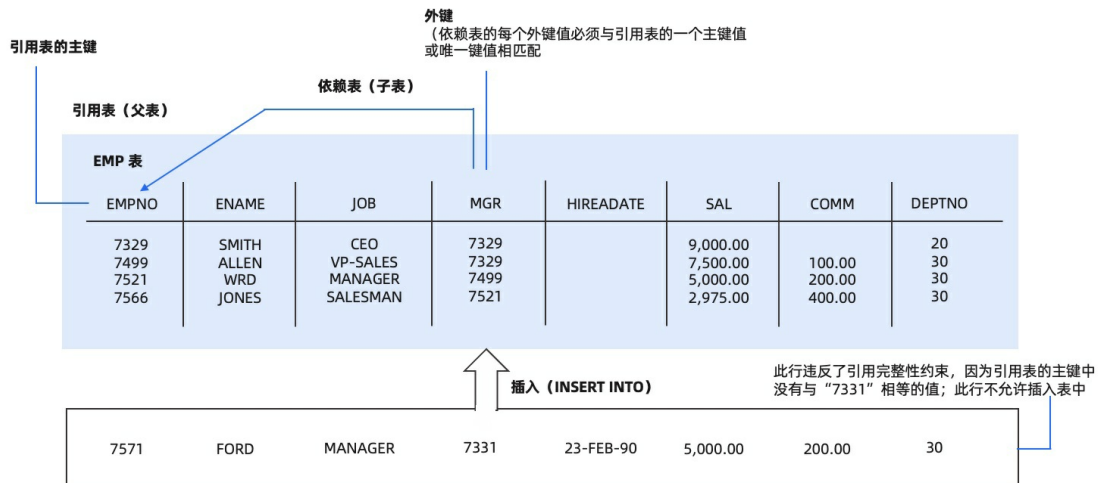 外键
（依赖表的每个外键值必须与引用表的一个主键值
或唯一键值相匹配
引用表的主键
依赖表（子表）
引用表（父表）
EMP 表
EMPNO ENAME JOB MGR HIREADATE SAL COMM DEPTNO
7329 SMITH CEO 7329 9,000.00 20
7499 ALLEN VP-SALES 7329 7,500.00 100.00 30
7521 WRD MANAGER 7499 5,000.00 200.00 30
7566 JONES SALESMAN 7521 2,975.00 400.00 30
插入（INSERT INTO）
此行违反了引用完整性约束，因为引用表的主键中
没有与“7331”相等的值；此行不允许插入表中
7571 FORD MANAGER 7331 23-FEB-90 5,000.00 200.00 30